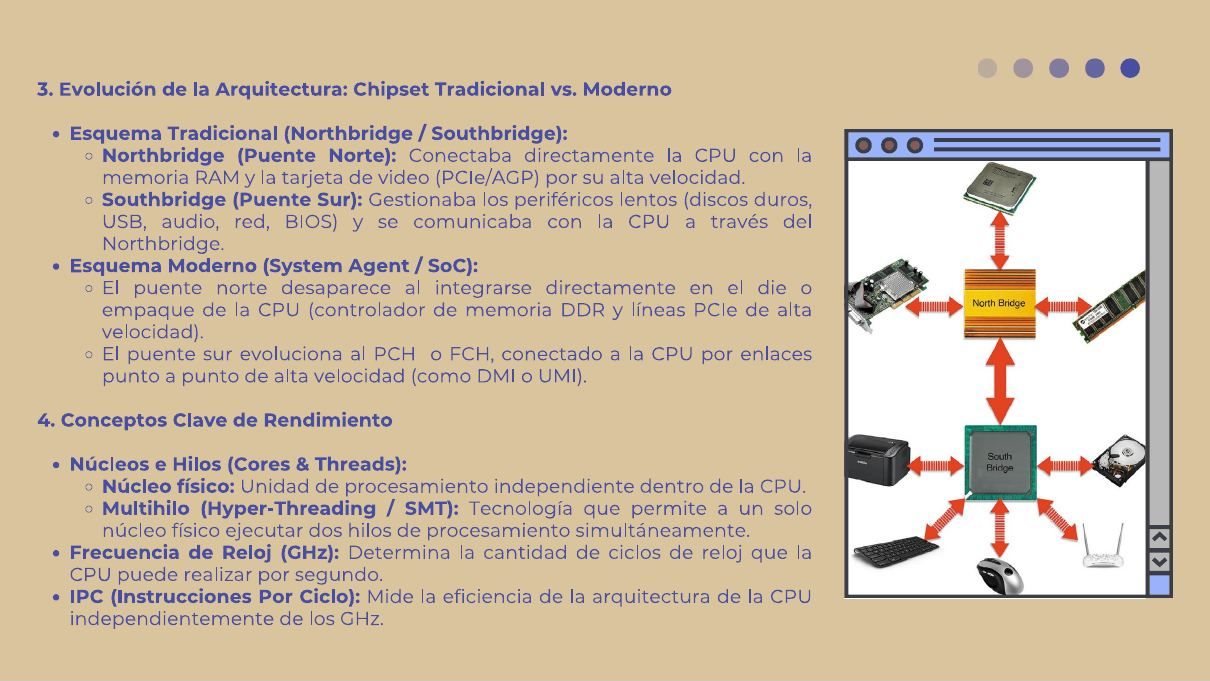 3. Evolución de la Arquitectura: Chipset Tradicional vs. Moderno
• Esquema Tradicional (Northbridge / Southbridge):
◦ Northbridge (Puente Norte): Conectaba directamente la CPU con la
memoria RAM y la tarjeta de video (PCIe/AGP) por su alta velocidad.
◦ Southbridge (Puente Sur): Gestionaba los periféricos lentos (discos duros,
USB, audio, red, BIOS) y se comunicaba con la CPU a través del
Northbridge.
• Esquema Moderno (System Agent / SoC):
◦ El puente norte desaparece al integrarse directamente en el die o
empaque de la CPU (controlador de memoria DDR y líneas PCIe de alta
velocidad).
◦ El puente sur evoluciona al PCH o FCH, conectado a la CPU por enlaces
punto a punto de alta velocidad (como DMI o UMI).
4. Conceptos Clave de Rendimiento
• Núcleos e Hilos (Cores & Threads):
◦ Núcleo físico: Unidad de procesamiento independiente dentro de la CPU.
◦ Multihilo (Hyper-Threading / SMT): Tecnología que permite a un solo
núcleo físico ejecutar dos hilos de procesamiento simultáneamente.
• Frecuencia de Reloj (GHz): Determina la cantidad de ciclos de reloj que la
CPU puede realizar por segundo.
• IPC (Instrucciones Por Ciclo): Mide la eficiencia de la arquitectura de la CPU
independientemente de los GHz.
North Bridge
South
Bridge